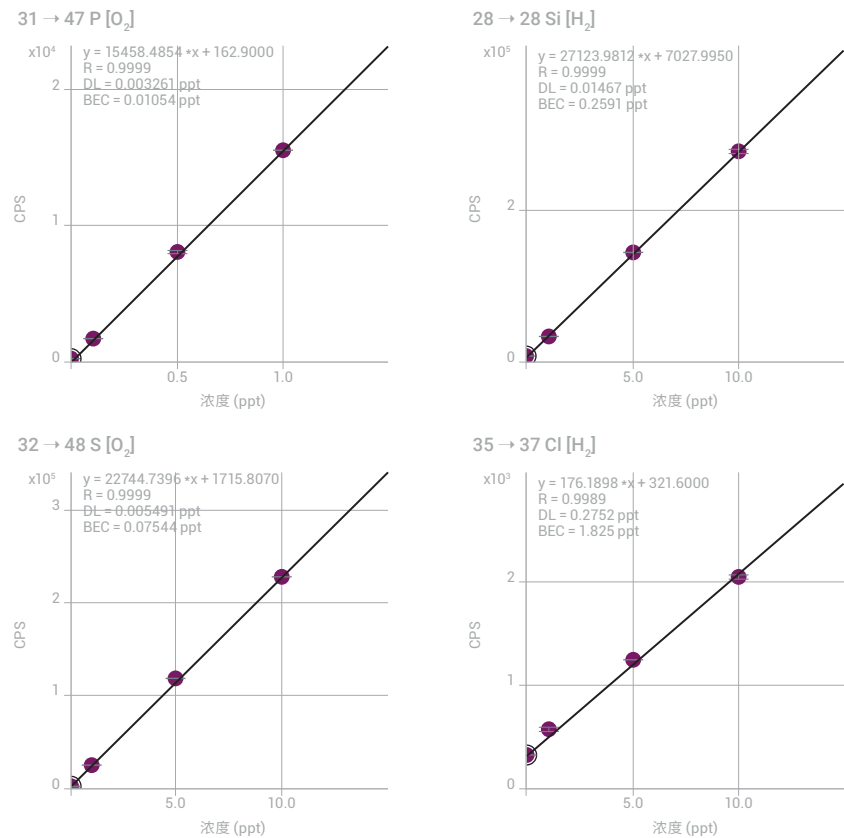 31 → 47 P [O₂]
x10⁴
y = 15458.4854 *x + 162.9000
R = 0.9999
DL = 0.003261 ppt
BEC = 0.01054 ppt
2
CPS
1
0
0.5
1.0
浓度 (ppt)
28 → 28 Si [H₂]
x10⁵
y = 27123.9812 *x + 7027.9950
R = 0.9999
DL = 0.01467 ppt
BEC = 0.2591 ppt
CPS
2
0
5.0
10.0
浓度 (ppt)
32 → 48 S [O₂]
x10⁵
y = 22744.7396 *x + 1715.8070
R = 0.9999
DL = 0.005491 ppt
BEC = 0.07544 ppt
3
2
CPS
1
0
5.0
10.0
浓度 (ppt)
35 → 37 Cl [H₂]
x10³
y = 176.1898 *x + 321.6000
R = 0.9989
DL = 0.2752 ppt
BEC = 1.825 ppt
2
CPS
1
0
5.0
10.0
浓度 (ppt)